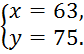 {x = 63,
y = 75.